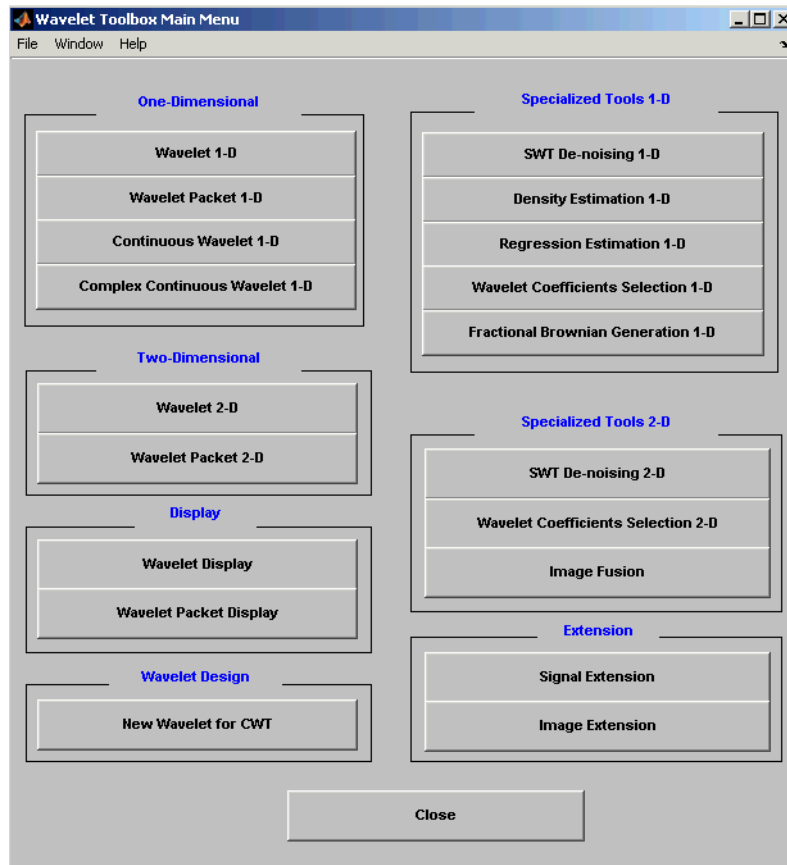 Wavelet Toolbox Main Menu
File Window Help
One-Dimensional
Wavelet 1-D
Wavelet Packet 1-D
Continuous Wavelet 1-D
Complex Continuous Wavelet 1-D
Two-Dimensional
Wavelet 2-D
Wavelet Packet 2-D
Display
Wavelet Display
Wavelet Packet Display
Wavelet Design
New Wavelet for CWT
Specialized Tools 1-D
SWT De-noising 1-D
Density Estimation 1-D
Regression Estimation 1-D
Wavelet Coefficients Selection 1-D
Fractional Brownian Generation 1-D
Specialized Tools 2-D
SWT De-noising 2-D
Wavelet Coefficients Selection 2-D
Image Fusion
Extension
Signal Extension
Image Extension
Close